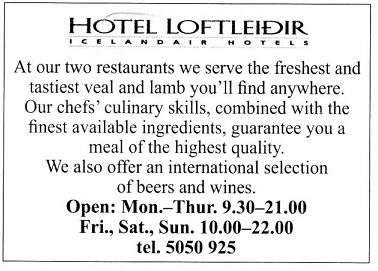 HOTEL LOFTLEIÐIR
ICELANDAIR HOTELS
At our two restaurants we serve the freshest and
tastiest veal and lamb you'll find anywhere.
Our chefs' culinary skills, combined with the
finest available ingredients, guarantee you a
meal of the highest quality.
We also offer an international selection
of beers and wines.
Open: Mon.–Thur. 9.30–21.00
Fri., Sat., Sun. 10.00–22.00
tel. 5050 925